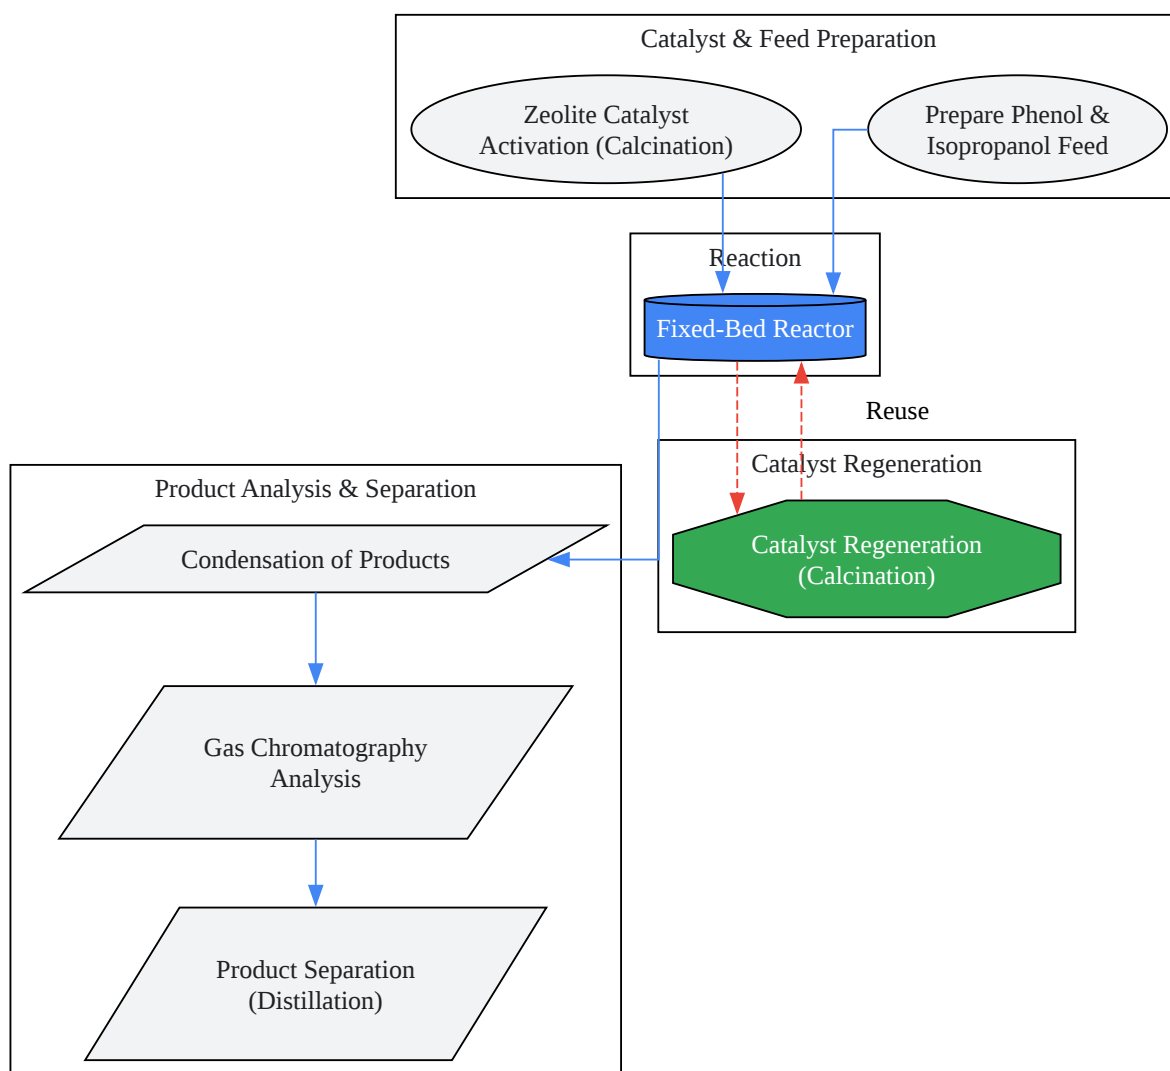 Catalyst & Feed Preparation
Zeolite Catalyst
Activation (Calcination)
Prepare Phenol &
Isopropanol Feed
Reaction
Fixed-Bed Reactor
Reuse
Catalyst Regeneration
Catalyst Regeneration
(Calcination)
Product Analysis & Separation
Condensation of Products
Gas Chromatography
Analysis
Product Separation
(Distillation)